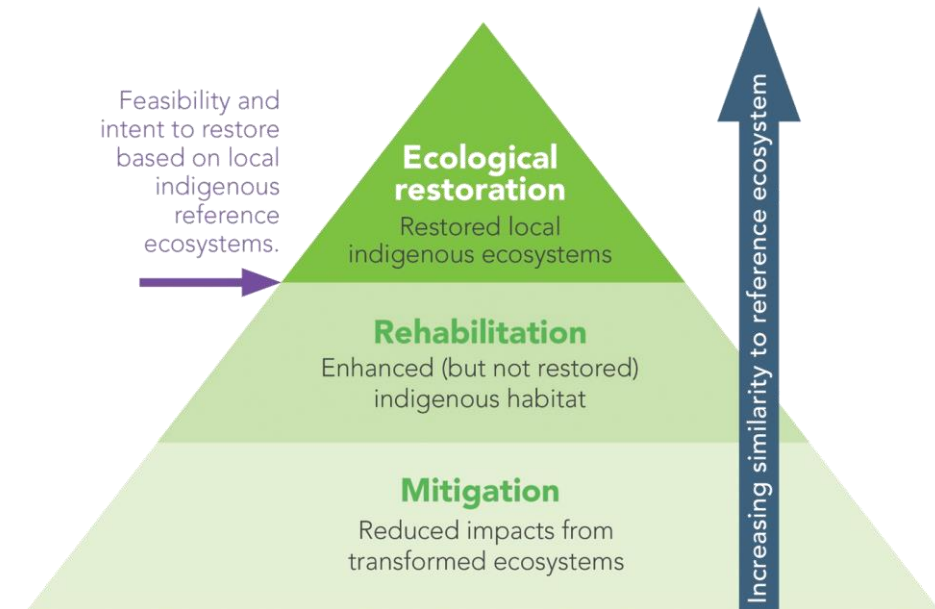 Feasibility and
intent to restore
based on local
indigenous
reference
ecosystems.
Ecological
restoration
Restored local
indigenous ecosystems
Rehabilitation
Enhanced (but not restored)
indigenous habitat
Mitigation
Reduced impacts from
transformed ecosystems
Increasing similarity to reference ecosystem